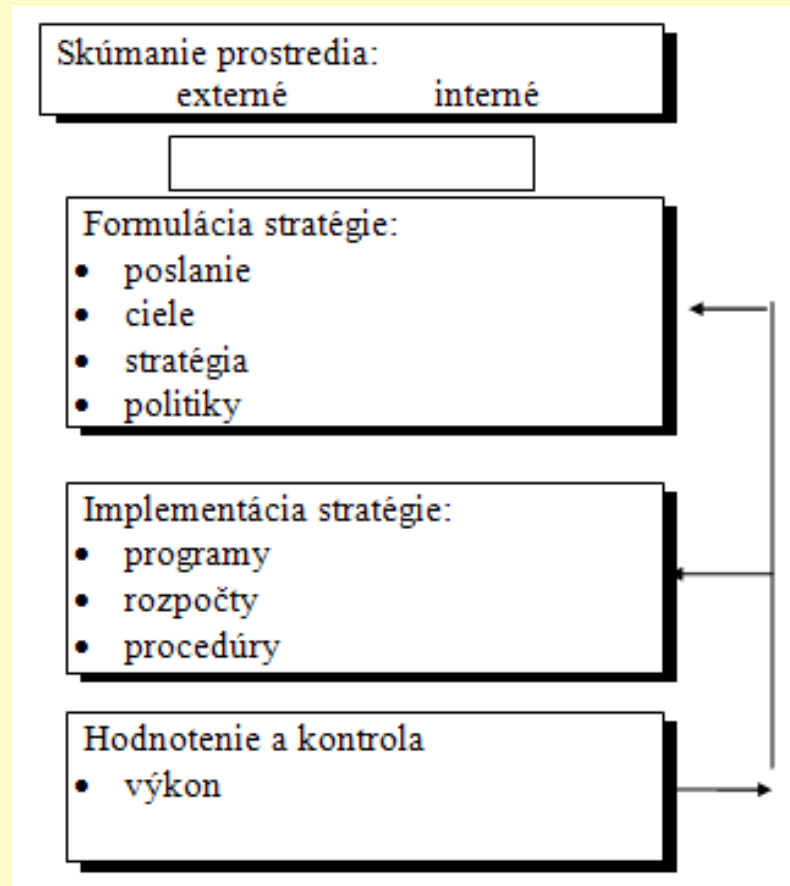 Skúmanie prostredia:
externé interné
Formulácia stratégie:
• poslanie
• ciele
• stratégia
• politiky
Implementácia stratégie:
• programy
• rozpočty
• procedúry
Hodnotenie a kontrola
• výkon